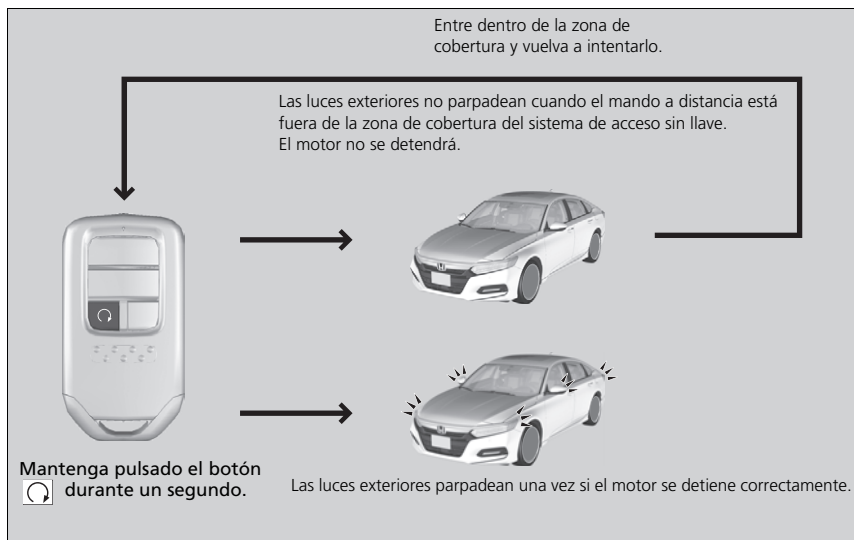 Entre dentro de la zona de
cobertura y vuelva a intentarlo.
Las luces exteriores no parpadean cuando el mando a distancia está
fuera de la zona de cobertura del sistema de acceso sin llave.
El motor no se detendrá.
Mantenga pulsado el botón
durante un segundo.
Las luces exteriores parpadean una vez si el motor se detiene correctamente.